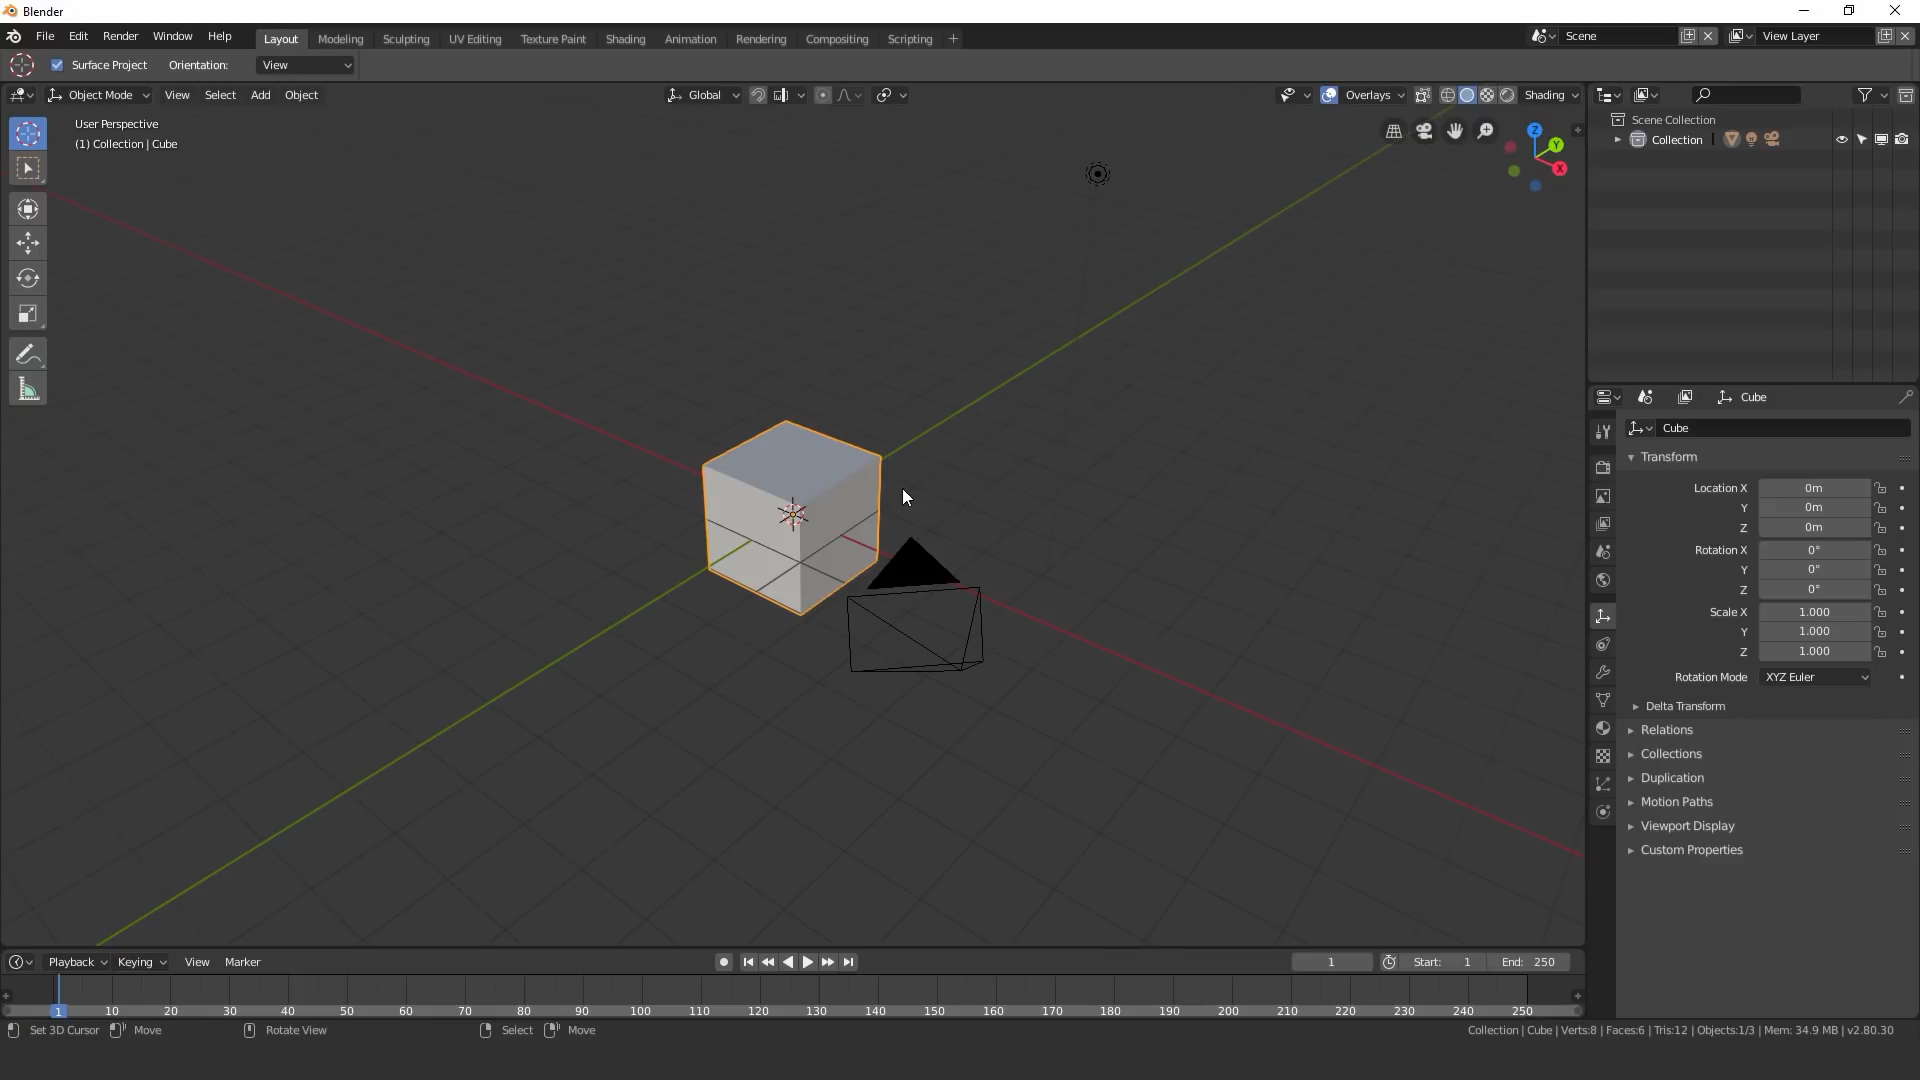 Blender
File Edit Render Window Help Layout Modeling Sculpting UV Editing Texture Paint Shading Animation Rendering Compositing Scripting + Scene View Layer
Surface Project Orientation: View
Object Mode View Select Add Object Global Overlays Shading
User Perspective
(1) Collection | Cube
Z
Y
X
Scene Collection
Collection
Cube
Cube
Transform
Location X 0m
Y 0m
Z 0m
Rotation X 0°
Y 0°
Z 0°
Scale X 1.000
Y 1.000
Z 1.000
Rotation Mode XYZ Euler
Delta Transform
Relations
Collections
Duplication
Motion Paths
Viewport Display
Custom Properties
Playback Keying View Marker 1 Start: 1 End: 250
1 10 20 30 40 50 60 70 80 90 100 110 120 130 140 150 160 170 180 190 200 210 220 230 240 250
Set 3D Cursor Move Rotate View Select Move Collection | Cube | Verts:8 | Faces:6 | Tris:12 | Objects:1/3 | Mem: 34.9 MB | v2.80.30